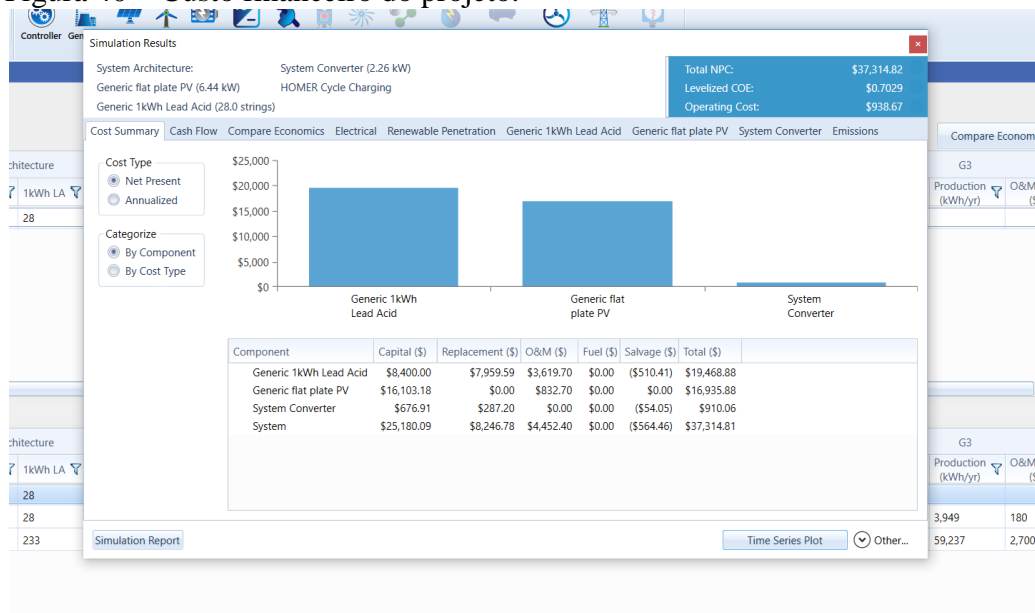 Figura 40 – Custo financeiro do projeto.
Controller Gen
Simulation Results
System Architecture: System Converter (2.26 kW)
Generic flat plate PV (6.44 kW) HOMER Cycle Charging
Generic 1kWh Lead Acid (28.0 strings)
Total NPC: $37,314.82
Levelized COE: $0.7029
Operating Cost: $938.67
Cost Summary Cash Flow Compare Economics Electrical Renewable Penetration Generic 1kWh Lead Acid Generic flat plate PV System Converter Emissions
Compare Econom
Cost Type
Net Present
Annualized
Categorize
By Component
By Cost Type
$25,000
$20,000
$15,000
$10,000
$5,000
$0
Generic 1kWh Lead Acid
Generic flat plate PV
System Converter
Component Capital ($) Replacement ($) O&M ($) Fuel ($) Salvage ($) Total ($)
Generic 1kWh Lead Acid $8,400.00 $7,959.59 $3,619.70 $0.00 ($510.41) $19,468.88
Generic flat plate PV $16,103.18 $0.00 $832.70 $0.00 $0.00 $16,935.88
System Converter $676.91 $287.20 $0.00 $0.00 ($54.05) $910.06
System $25,180.09 $8,246.78 $4,452.40 $0.00 ($564.46) $37,314.81
chitecture
1kWh LA
28
G3
Production (kWh/yr) O&M ($
chitecture
1kWh LA
28
28
233
G3
Production (kWh/yr) O&M ($
3,949 180
59,237 2,700
Simulation Report
Time Series Plot
Other...